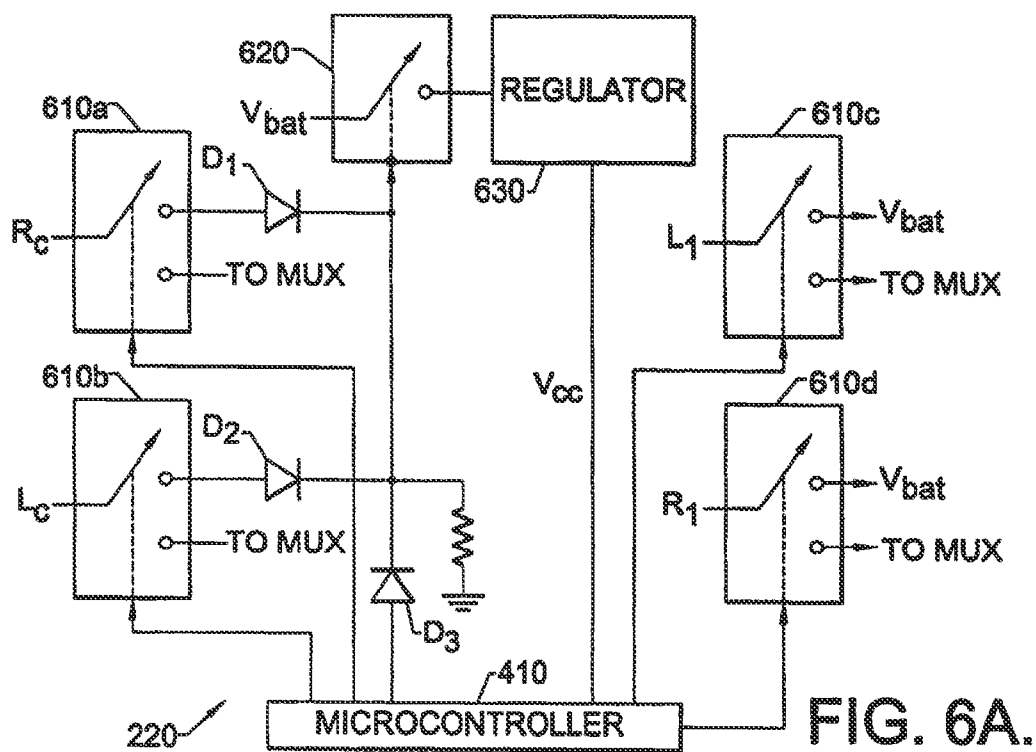 620
V_bat
REGULATOR
630
610a
D_1
R_c
TO MUX
610c
L_1
V_bat
TO MUX
610b
D_2
L_c
TO MUX
V_cc
610d
R_1
V_bat
TO MUX
D_3
410
MICROCONTROLLER
220
FIG. 6A.